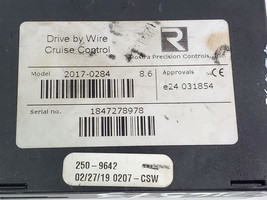 Drive by Wire
Cruise Control
R
Rostra Precision Controls
Model 2017-0284 8.6
Approvals CE
e24 031854
Serial no.
1847278978
250-9642
02/27/19 0207-CSW